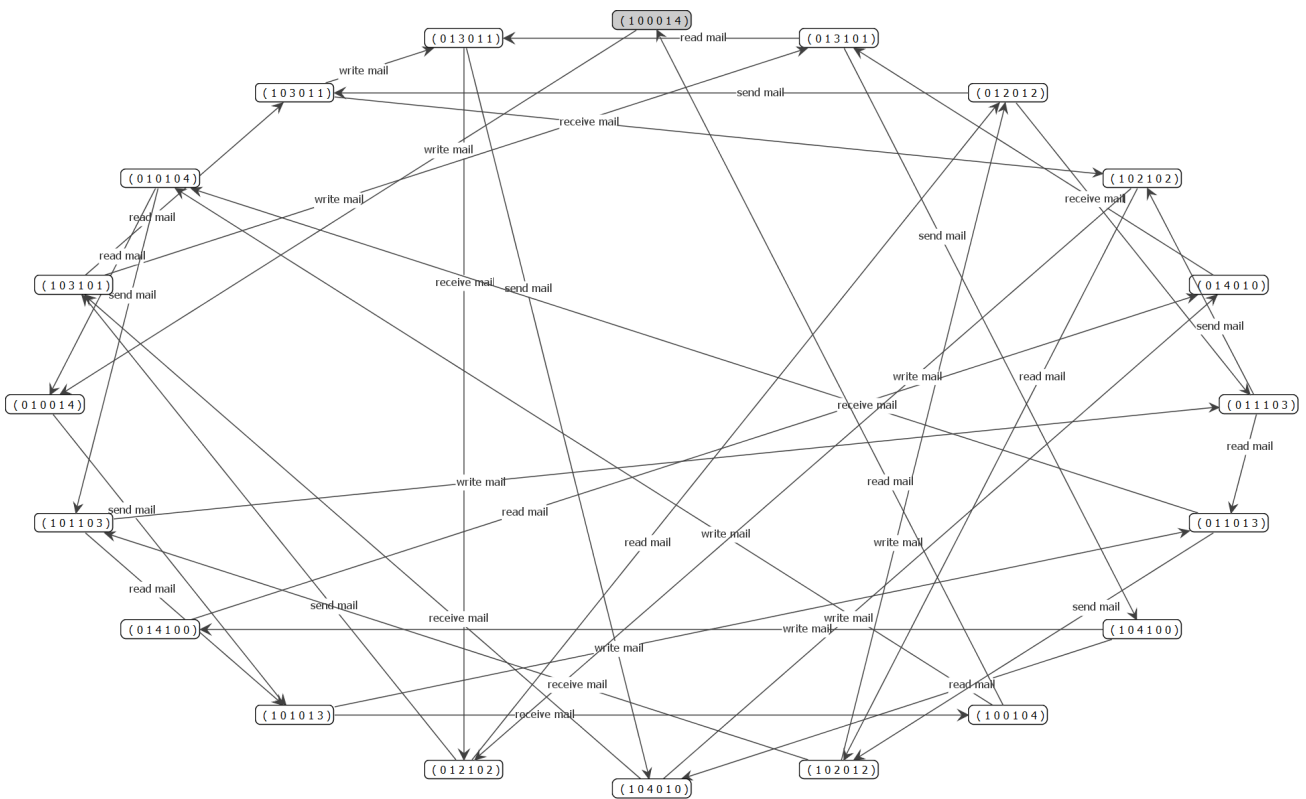 ( 1 0 0 0 1 4 )
( 0 1 3 0 1 1 )
read mail
( 0 1 3 1 0 1 )
write mail
( 1 0 3 0 1 1 )
send mail
( 0 1 2 0 1 2 )
receive mail
write mail
( 0 1 0 1 0 4 )
( 1 0 2 1 0 2 )
write mail
receive mail
read mail
send mail
read mail
( 1 0 3 1 0 1 )
receive mail
send mail
( 0 1 4 0 1 0 )
send mail
send mail
write mail
read mail
( 0 1 0 0 1 4 )
receive mail
( 0 1 1 1 0 3 )
read mail
write mail
read mail
send mail
read mail
( 1 0 1 1 0 3 )
( 0 1 1 0 1 3 )
write mail
read mail
write mail
read mail
send mail
send mail
receive mail
write mail
( 0 1 4 1 0 0 )
write mail
( 1 0 4 1 0 0 )
write mail
receive mail
read mail
( 1 0 1 0 1 3 )
receive mail
( 1 0 0 1 0 4 )
( 0 1 2 1 0 2 )
( 1 0 2 0 1 2 )
( 1 0 4 0 1 0 )